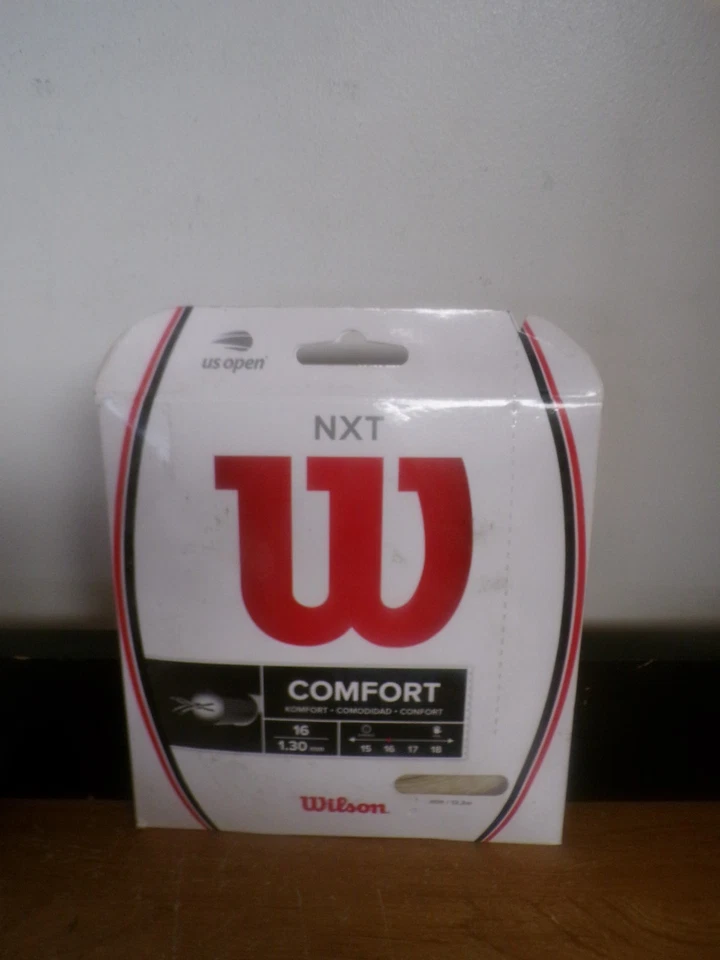 us open
NXT
W
COMFORT
KOMFORT • COMODIDAD • CONFORT
16
1.30 mm
15 16 17 18
Wilson